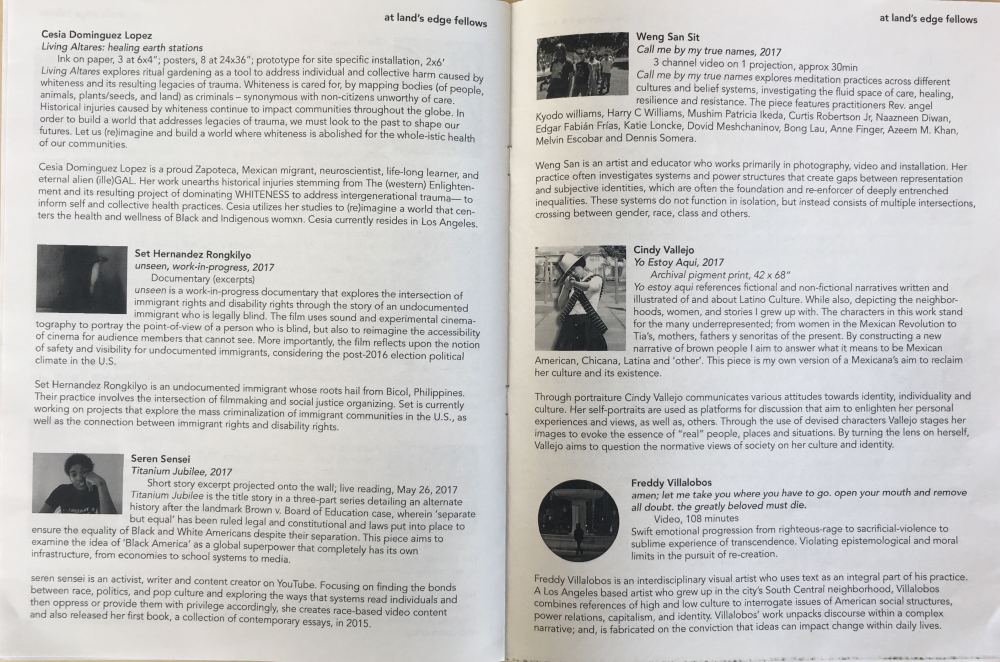 at land's edge fellows
Cesia Dominguez Lopez
Living Altares: healing earth stations
Ink on paper, 3 at 6x4"; posters, 8 at 24x36"; prototype for site specific installation, 2x6'
Living Altares explores ritual gardening as a tool to address individual and collective harm caused by
whiteness and its resulting legacies of trauma. Whiteness is cared for, by mapping bodies (of people,
animals, plants/seeds, and land) as criminals – synonymous with non-citizens unworthy of care.
Historical injuries caused by whiteness continue to impact communities throughout the globe. In
order to build a world that addresses legacies of trauma, we must look to the past to shape our
futures. Let us (re)imagine and build a world where whiteness is abolished for the whole-istic health
of our communities.
Cesia Dominguez Lopez is a proud Zapoteca, Mexican migrant, neuroscientist, life-long learner, and
eternal alien (ille)GAL. Her work unearths historical injuries stemming from The (western) Enlighten-
ment and its resulting project of dominating WHITENESS to address intergenerational trauma— to
inform self and collective health practices. Cesia utilizes her studies to (re)imagine a world that cen-
ters the health and wellness of Black and Indigenous womxn. Cesia currently resides in Los Angeles.
Set Hernandez Rongkilyo
unseen, work-in-progress, 2017
Documentary (excerpts)
unseen is a work-in-progress documentary that explores the intersection of
immigrant rights and disability rights through the story of an undocumented
immigrant who is legally blind. The film uses sound and experimental cinema-
tography to portray the point-of-view of a person who is blind, but also to reimagine the accessibility
of cinema for audience members that cannot see. More importantly, the film reflects upon the notion
of safety and visibility for undocumented immigrants, considering the post-2016 election political
climate in the U.S.
Set Hernandez Rongkilyo is an undocumented immigrant whose roots hail from Bicol, Philippines.
Their practice involves the intersection of filmmaking and social justice organizing. Set is currently
working on projects that explore the mass criminalization of immigrant communities in the U.S., as
well as the connection between immigrant rights and disability rights.
Seren Sensei
Titanium Jubilee, 2017
Short story excerpt projected onto the wall; live reading, May 26, 2017
Titanium Jubilee is the title story in a three-part series detailing an alternate
history after the landmark Brown v. Board of Education case, wherein 'separate
but equal' has been ruled legal and constitutional and laws put into place to
ensure the equality of Black and White Americans despite their separation. This piece aims to
examine the idea of 'Black America' as a global superpower that completely has its own
infrastructure, from economies to school systems to media.
seren sensei is an activist, writer and content creator on YouTube. Focusing on finding the bonds
between race, politics, and pop culture and exploring the ways that systems read individuals and
then oppress or provide them with privilege accordingly, she creates race-based video content
and also released her first book, a collection of contemporary essays, in 2015.
at land's edge fellows
Weng San Sit
Call me by my true names, 2017
3 channel video on 1 projection, approx 30min
Call me by my true names explores meditation practices across different
cultures and belief systems, investigating the fluid space of care, healing,
resilience and resistance. The piece features practitioners Rev. angel
Kyodo williams, Harry C Williams, Mushim Patricia Ikeda, Curtis Robertson Jr, Naazneen Diwan,
Edgar Fabián Frías, Katie Loncke, Dovid Meshchaninov, Bong Lau, Anne Finger, Azeem M. Khan,
Melvin Escobar and Dennis Somera.
Weng San is an artist and educator who works primarily in photography, video and installation. Her
practice often investigates systems and power structures that create gaps between representation
and subjective identities, which are often the foundation and re-enforcer of deeply entrenched
inequalities. These systems do not function in isolation, but instead consists of multiple intersections,
crossing between gender, race, class and others.
Cindy Vallejo
Yo Estoy Aqui, 2017
Archival pigment print, 42 x 68"
Yo estoy aqui references fictional and non-fictional narratives written and
illustrated of and about Latino Culture. While also, depicting the neighbor-
hoods, women, and stories I grew up with. The characters in this work stand
for the many underrepresented; from women in the Mexican Revolution to
Tia's, mothers, fathers y senoritas of the present. By constructing a new
narrative of brown people I aim to answer what it means to be Mexican
American, Chicana, Latina and 'other'. This piece is my own version of a Mexicana's aim to reclaim
her culture and its existence.
Through portraiture Cindy Vallejo communicates various attitudes towards identity, individuality and
culture. Her self-portraits are used as platforms for discussion that aim to enlighten her personal
experiences and views, as well as, others. Through the use of devised characters Vallejo stages her
images to evoke the essence of "real" people, places and situations. By turning the lens on herself,
Vallejo aims to question the normative views of society on her culture and identity.
Freddy Villalobos
amen; let me take you where you have to go. open your mouth and remove
all doubt. the greatly beloved must die.
Video, 108 minutes
Swift emotional progression from righteous-rage to sacrificial-violence to
sublime experience of transcendence. Violating epistemological and moral
limits in the pursuit of re-creation.
Freddy Villalobos is an interdisciplinary visual artist who uses text as an integral part of his practice.
A Los Angeles based artist who grew up in the city's South Central neighborhood, Villalobos
combines references of high and low culture to interrogate issues of American social structures,
power relations, capitalism, and identity. Villalobos' work unpacks discourse within a complex
narrative; and, is fabricated on the conviction that ideas can impact change within daily lives.